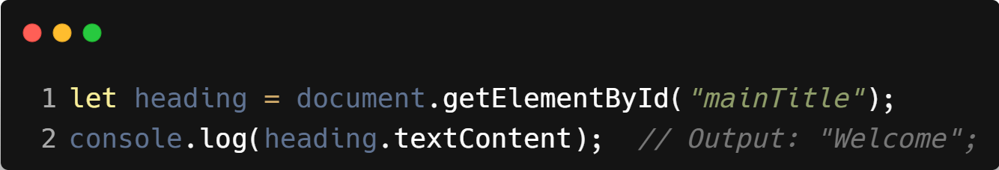 1 let heading = document.getElementById("mainTitle");
2 console.log(heading.textContent);  // Output: "Welcome";